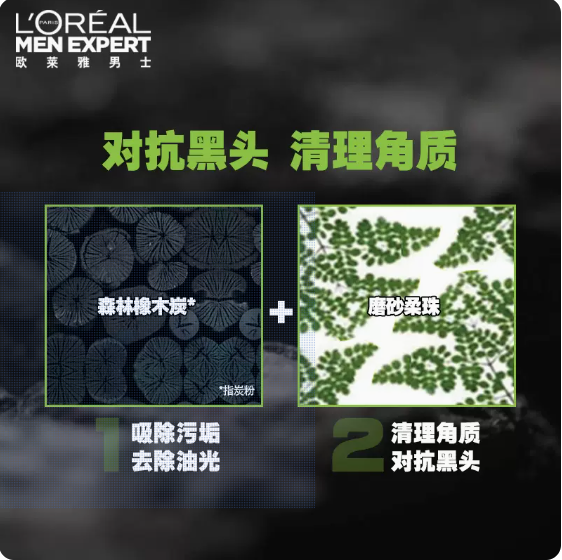 L'ORÉAL
PARIS
MEN EXPERT
欧莱雅男士
对抗黑头 清理角质
森林橡木炭*
*指炭粉
+
磨砂柔珠
1
吸除污垢
去除油光
2
清理角质
对抗黑头